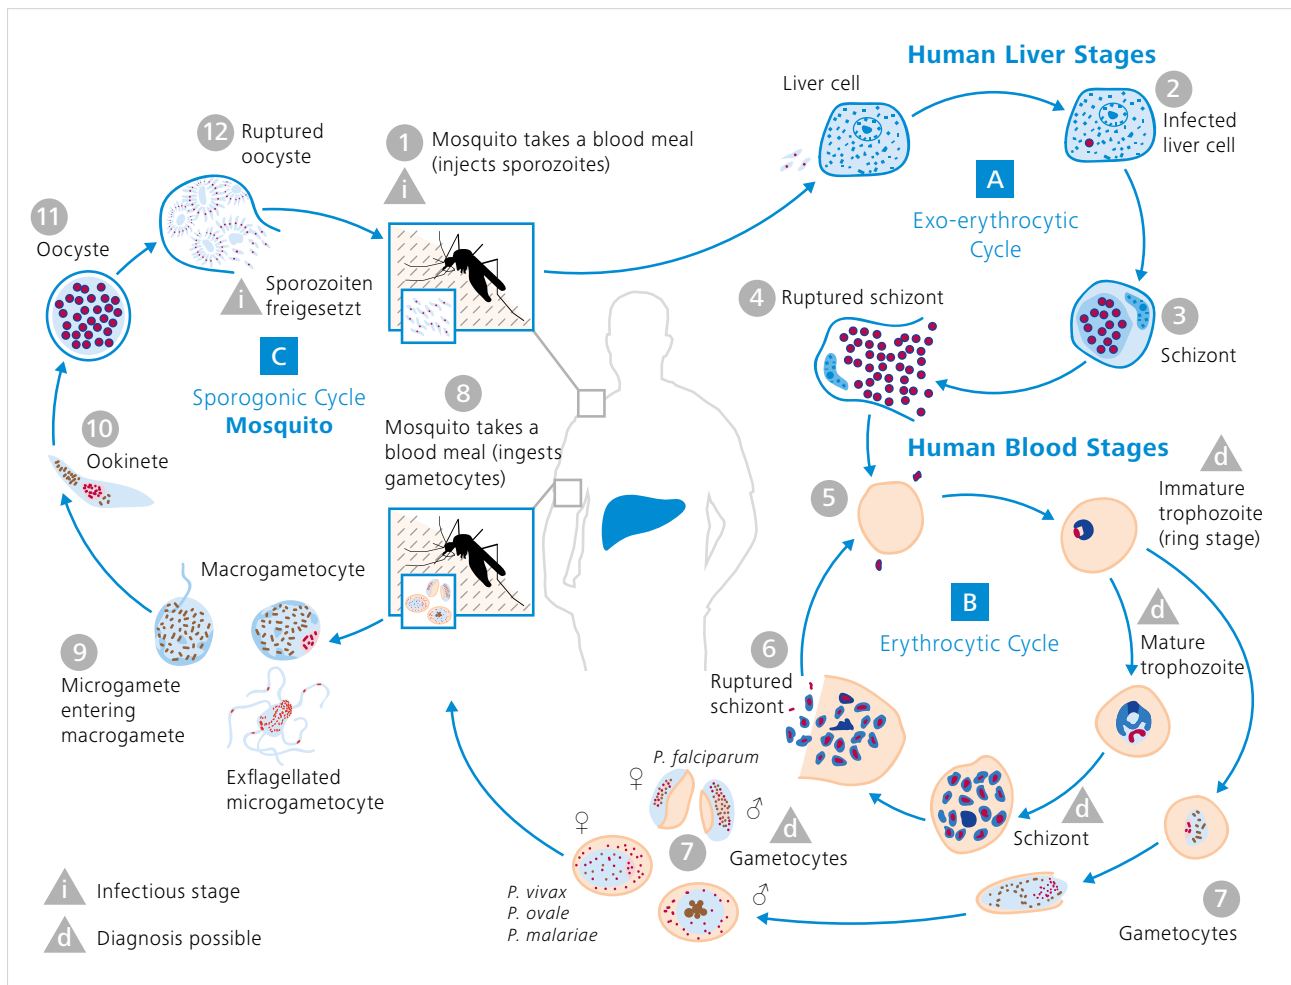 Human Liver Stages
Liver cell
2
Infected
liver cell
12
Ruptured
oocyste
1
Mosquito takes a blood meal
(injects sporozoites)
i
A
Exo-erythrocytic
Cycle
11
Oocyste
i
Sporozoiten
freigesetzt
4
Ruptured schizont
3
Schizont
C
Sporogonic Cycle
Mosquito
8
Mosquito takes a
blood meal (ingests
gametocytes)
10
Ookinete
Human Blood Stages
d
Immature
trophozoite
(ring stage)
5
Macrogametocyte
B
Erythrocytic Cycle
d
Mature
trophozoite
9
Microgamete
entering
macrogamete
6
Ruptured
schizont
Exflagellated
microgametocyte
P. falciparum
♀
♂
♀
d
7
Gametocytes
d
Schizont
♂
P. vivax
P. ovale
P. malariae
7
Gametocytes
i
Infectious stage
d
Diagnosis possible